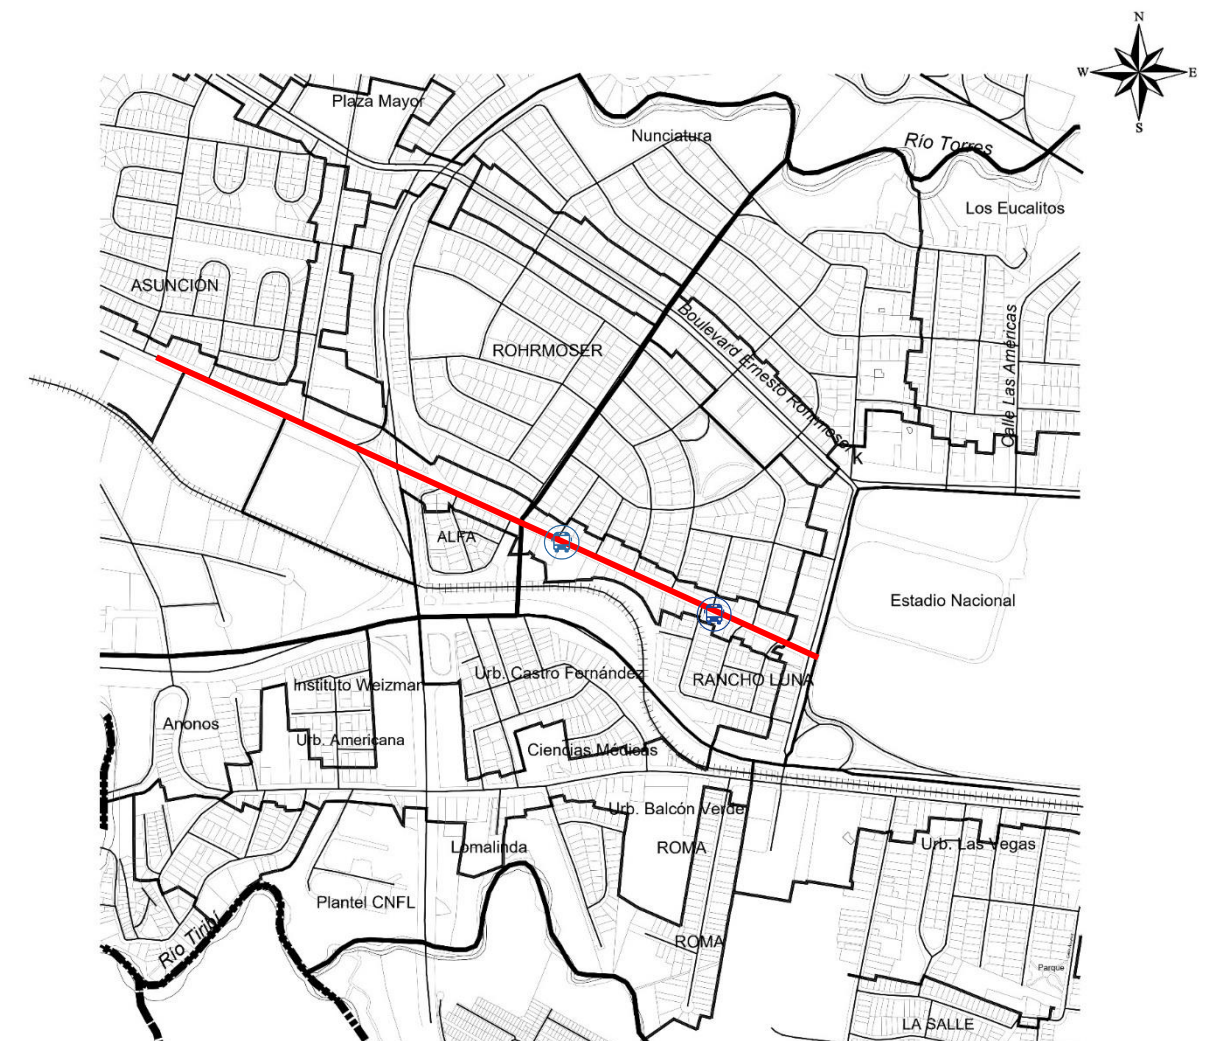 N
W
E
S
Plaza Mayor
Nunciatura
Río Torres
Los Eucalitos
ASUNCIÓN
Boulevard Ernesto Rohrmoser
Calle Las Américas
ROHRMOSER
K
ALFA
Estadio Nacional
Urb. Castro Fernández
RANCHO LUNA
Instituto Weizman
Anonos
Urb. Americana
Ciencias Médicas
Urb. Balcón Verde
Lomalinda
ROMA
Urb. Las Vegas
Plantel CNFL
Río Tiribí
ROMA
Parque
LA SALLE